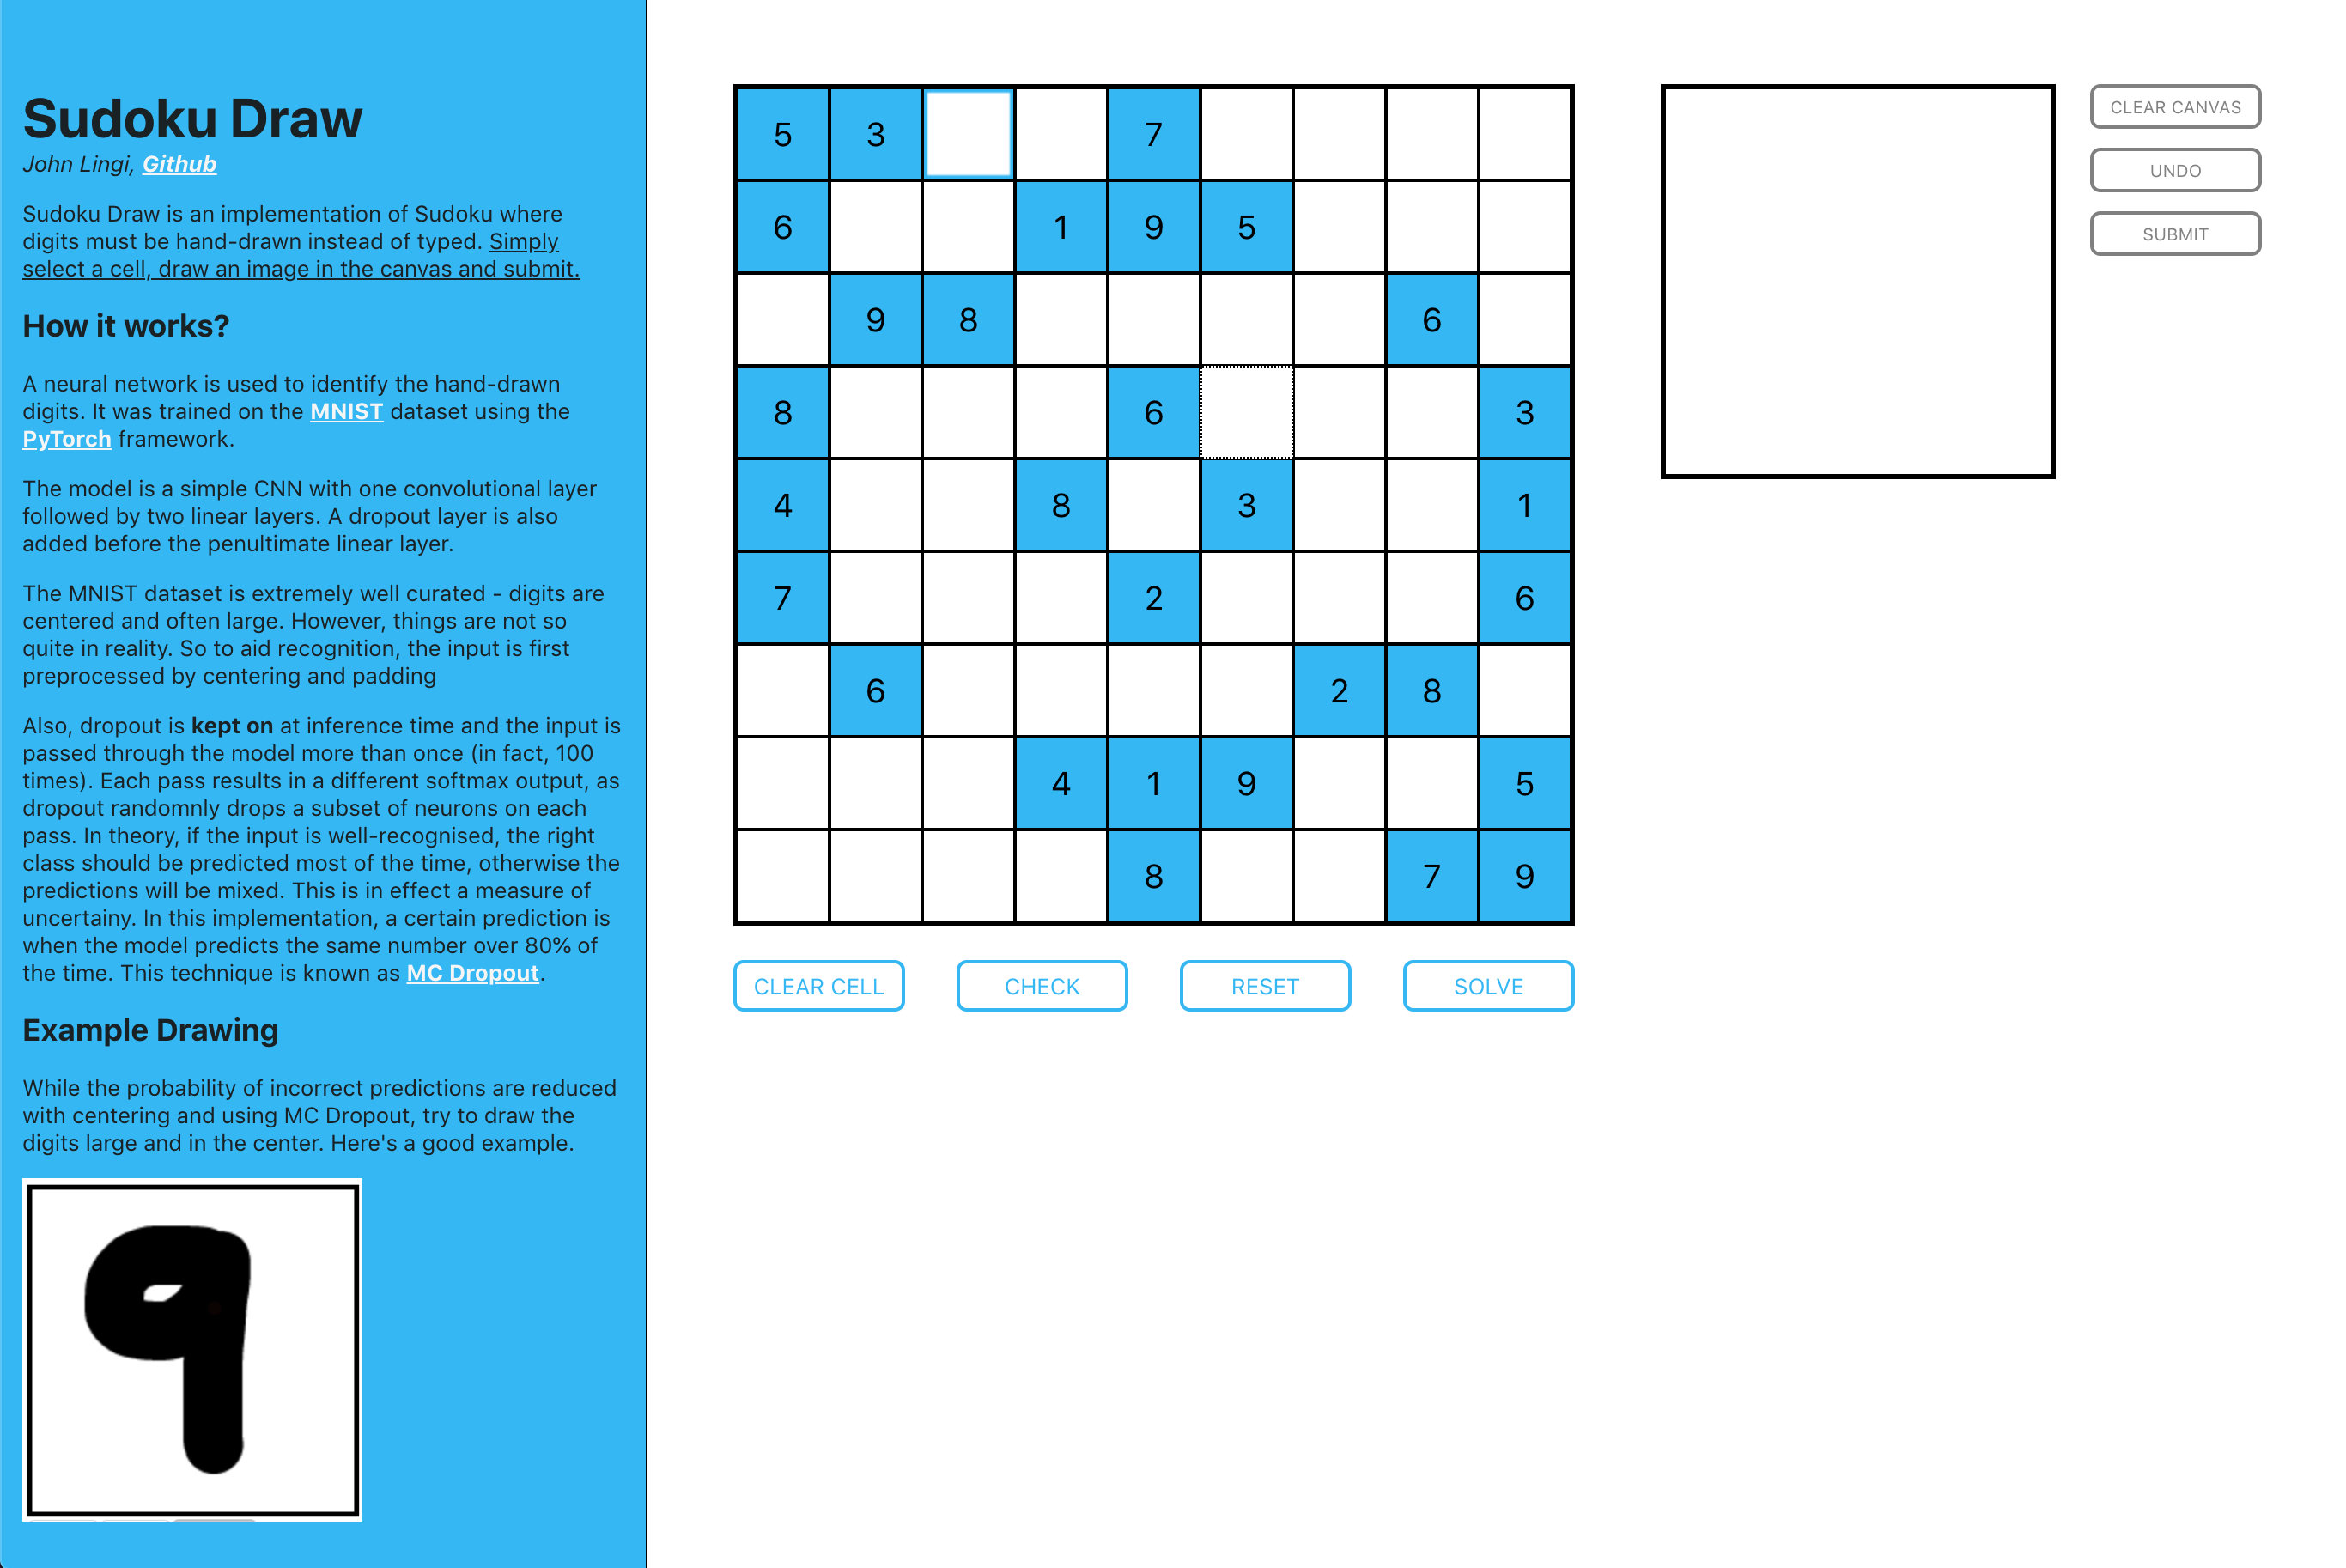 Sudoku Draw
John Lingi, Github
Sudoku Draw is an implementation of Sudoku where
digits must be hand-drawn instead of typed. Simply
select a cell, draw an image in the canvas and submit.
How it works?
A neural network is used to identify the hand-drawn
digits. It was trained on the MNIST dataset using the
PyTorch framework.
The model is a simple CNN with one convolutional layer
followed by two linear layers. A dropout layer is also
added before the penultimate linear layer.
The MNIST dataset is extremely well curated - digits are
centered and often large. However, things are not so
quite in reality. So to aid recognition, the input is first
preprocessed by centering and padding
Also, dropout is kept on at inference time and the input is
passed through the model more than once (in fact, 100
times). Each pass results in a different softmax output, as
dropout randomnly drops a subset of neurons on each
pass. In theory, if the input is well-recognised, the right
class should be predicted most of the time, otherwise the
predictions will be mixed. This is in effect a measure of
uncertainy. In this implementation, a certain prediction is
when the model predicts the same number over 80% of
the time. This technique is known as MC Dropout.
Example Drawing
While the probability of incorrect predictions are reduced
with centering and using MC Dropout, try to draw the
digits large and in the center. Here's a good example.
9
5 3 7
6 1 9 5
9 8 6
8 6 3
4 8 3 1
7 2 6
6 2 8
4 1 9 5
8 7 9
CLEAR CELL CHECK RESET SOLVE
CLEAR CANVAS
UNDO
SUBMIT